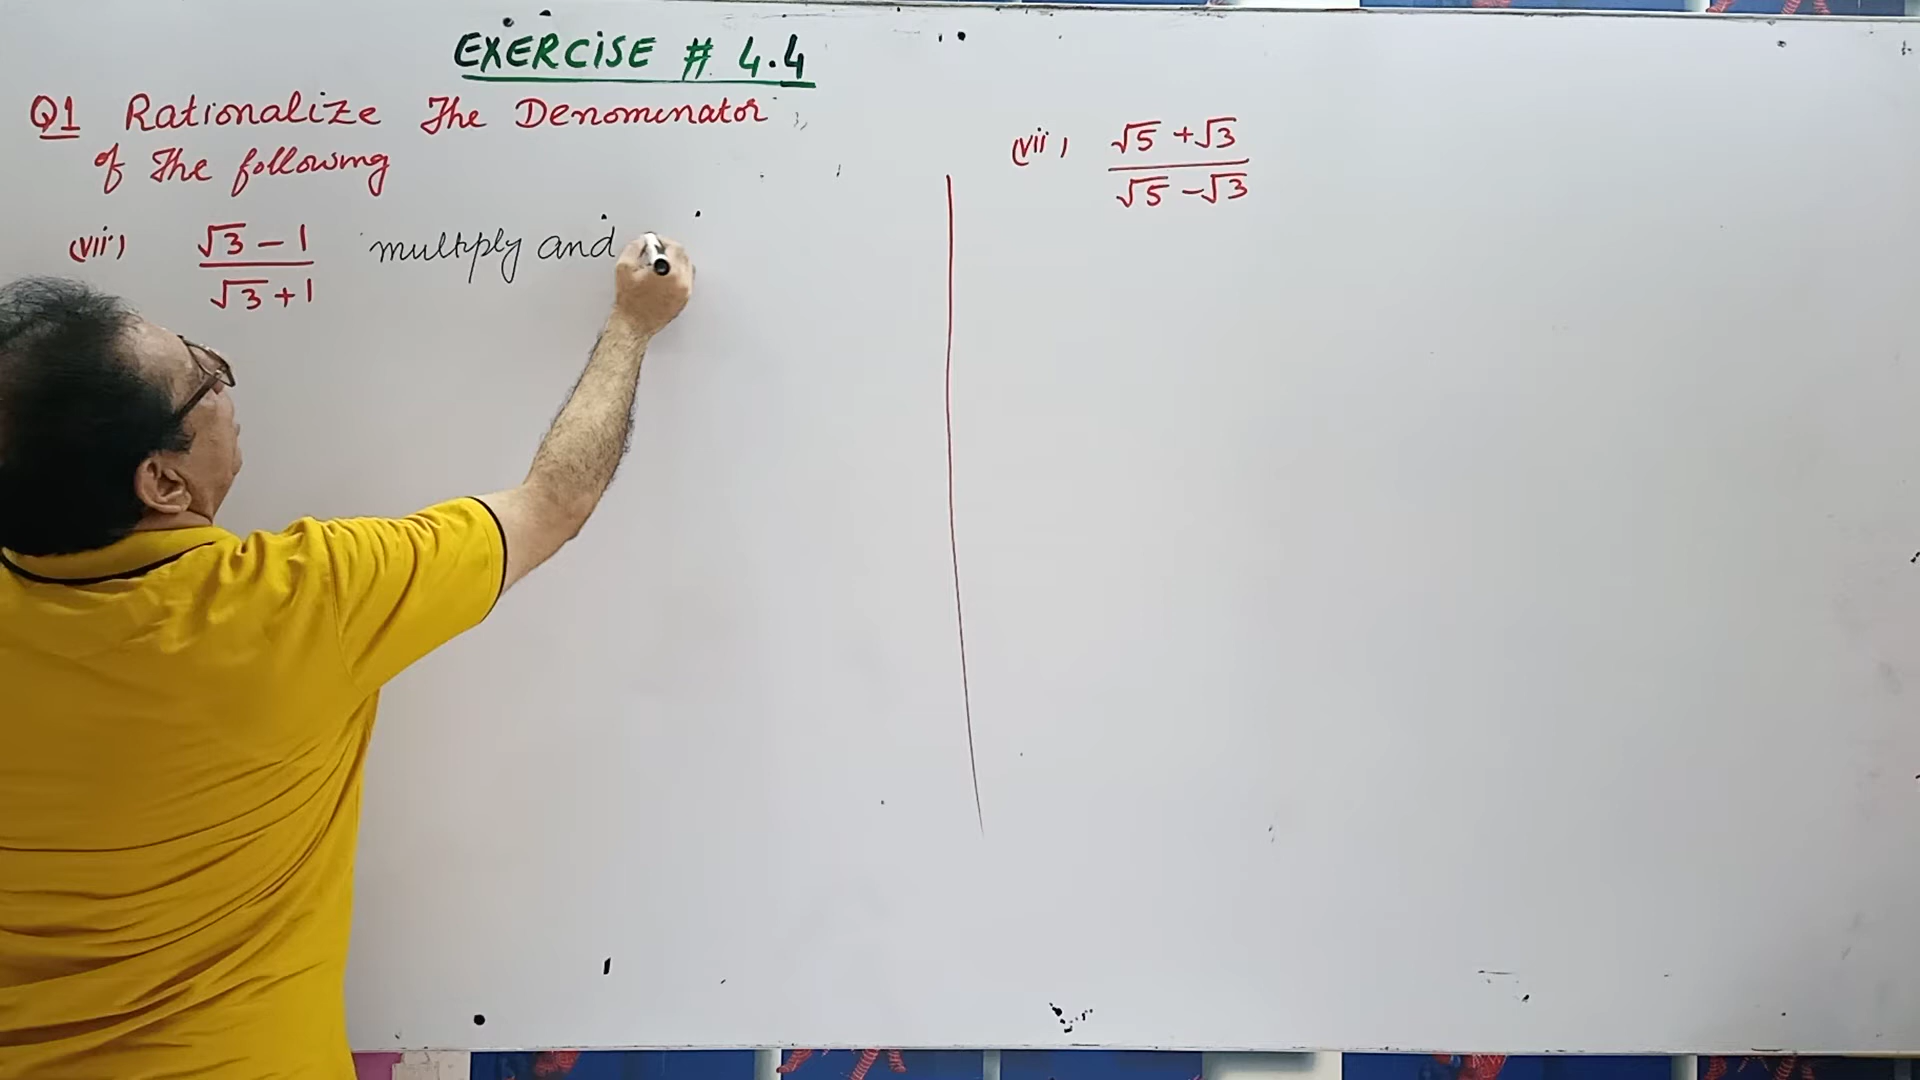 EXERCISE # 4.4
Q1 Rationalize The Denomenator
of The following
(vii) √3 - 1 multiply and
√3 + 1
(vii) √5 + √3
√5 - √3